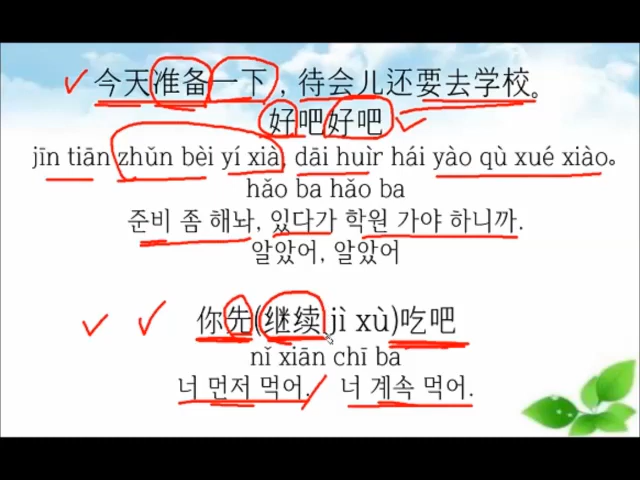 今天准备一下，待会儿还要去学校。
好吧好吧
jīn tiān zhǔn bèi yí xià, dāi huìr hái yào qù xué xiào。
hǎo ba hǎo ba
준비 좀 해놔, 있다가 학원 가야 하니까.
알았어, 알았어
你先(继续 jì xù)吃吧
nǐ xiān chī ba
너 먼저 먹어. 너 계속 먹어.